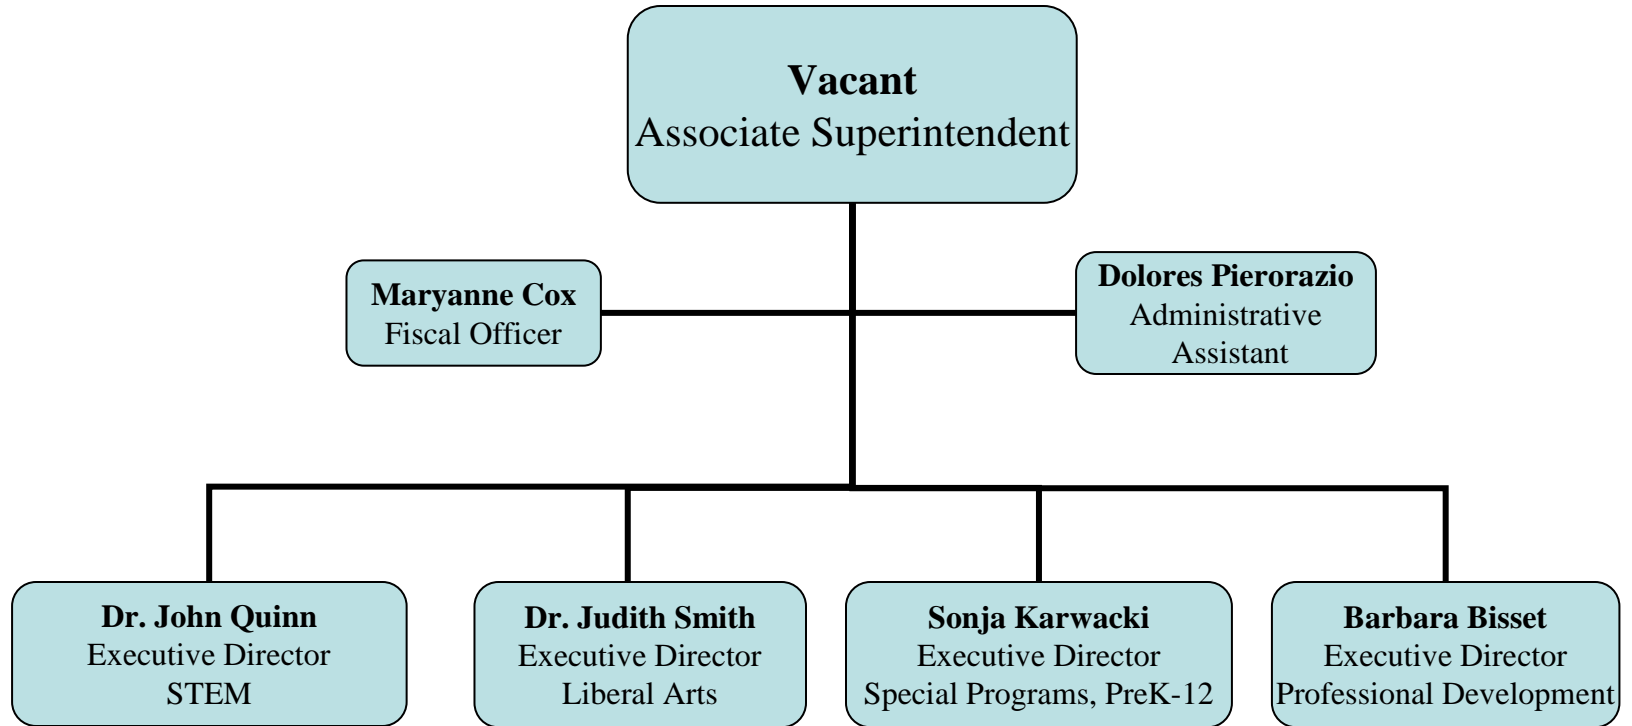 Vacant
Associate Superintendent
Maryanne Cox
Fiscal Officer
Dolores Pierorazio
Administrative
Assistant
Dr. John Quinn
Executive Director
STEM
Dr. Judith Smith
Executive Director
Liberal Arts
Sonja Karwacki
Executive Director
Special Programs, PreK-12
Barbara Bisset
Executive Director
Professional Development